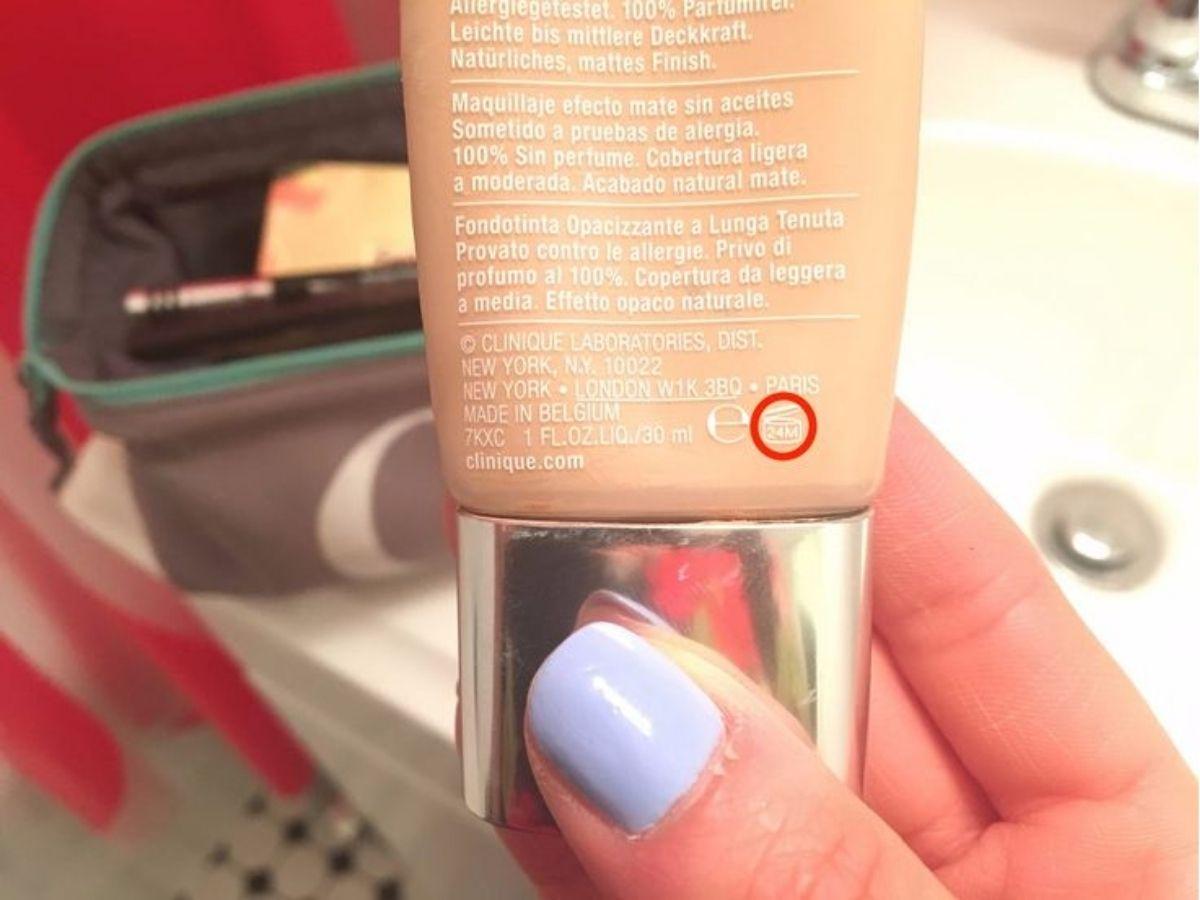 Allergiegetestet. 100% Parfümfrei.
Leichte bis mittlere Deckkraft.
Natürliches, mattes Finish.
Maquillaje efecto mate sin aceites
Sometido a pruebas de alergia.
100% Sin perfume. Cobertura ligera
a moderada. Acabado natural mate.
Fondotinta Opacizzante a Lunga Tenuta
Provato contro le allergie. Privo di
profumo al 100%. Copertura da leggera
a media. Effetto opaco naturale.
© CLINIQUE LABORATORIES, DIST.
NEW YORK, N.Y. 10022
NEW YORK • LONDON W1K 3BQ • PARIS
MADE IN BELGIUM
7KXC 1 FL.OZ.LIQ./30 ml e 24M
clinique.com